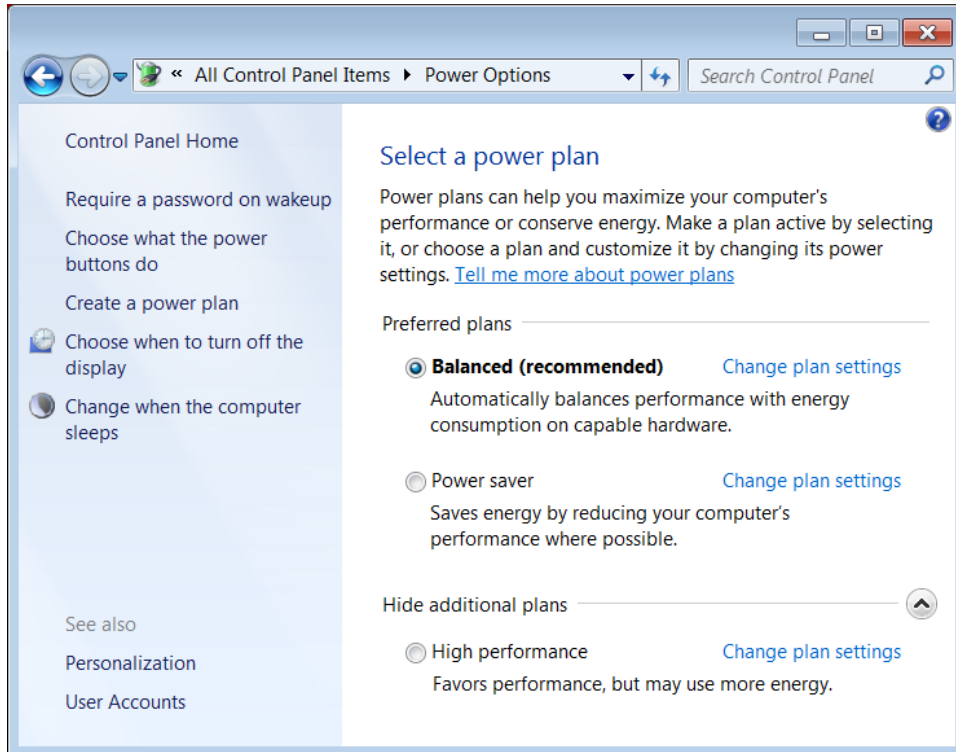 « All Control Panel Items ▸ Power Options
Search Control Panel
Control Panel Home
Require a password on wakeup
Choose what the power
buttons do
Create a power plan
Choose when to turn off the
display
Change when the computer
sleeps
See also
Personalization
User Accounts
Select a power plan
Power plans can help you maximize your computer's
performance or conserve energy. Make a plan active by selecting
it, or choose a plan and customize it by changing its power
settings. Tell me more about power plans
Preferred plans
Balanced (recommended) Change plan settings
Automatically balances performance with energy
consumption on capable hardware.
Power saver Change plan settings
Saves energy by reducing your computer's
performance where possible.
Hide additional plans
High performance Change plan settings
Favors performance, but may use more energy.